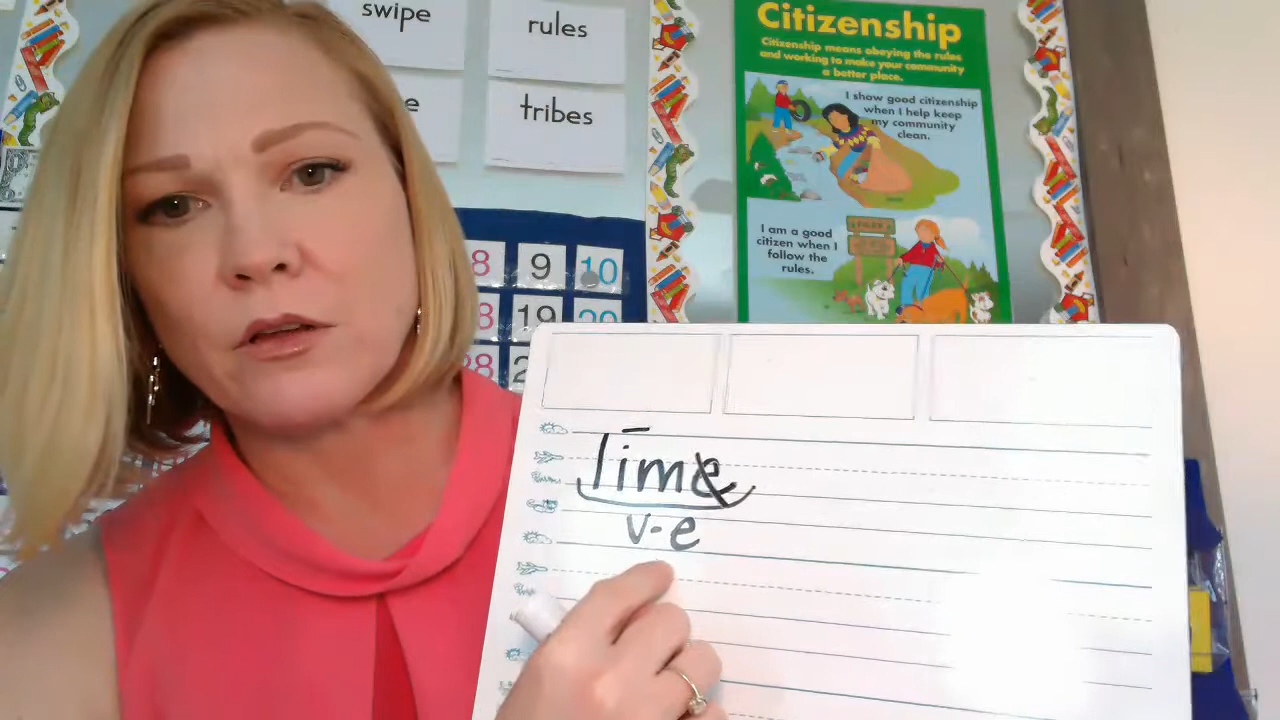 swipe
rules
e
tribes
Citizenship
Citizenship means obeying the rules
and working to make your community
a better place.
I show good citizenship
when I help keep
my community
clean.
I am a good
citizen when I
follow the
rules.
8 9 10
8 19 20
28 2
līme
v-e